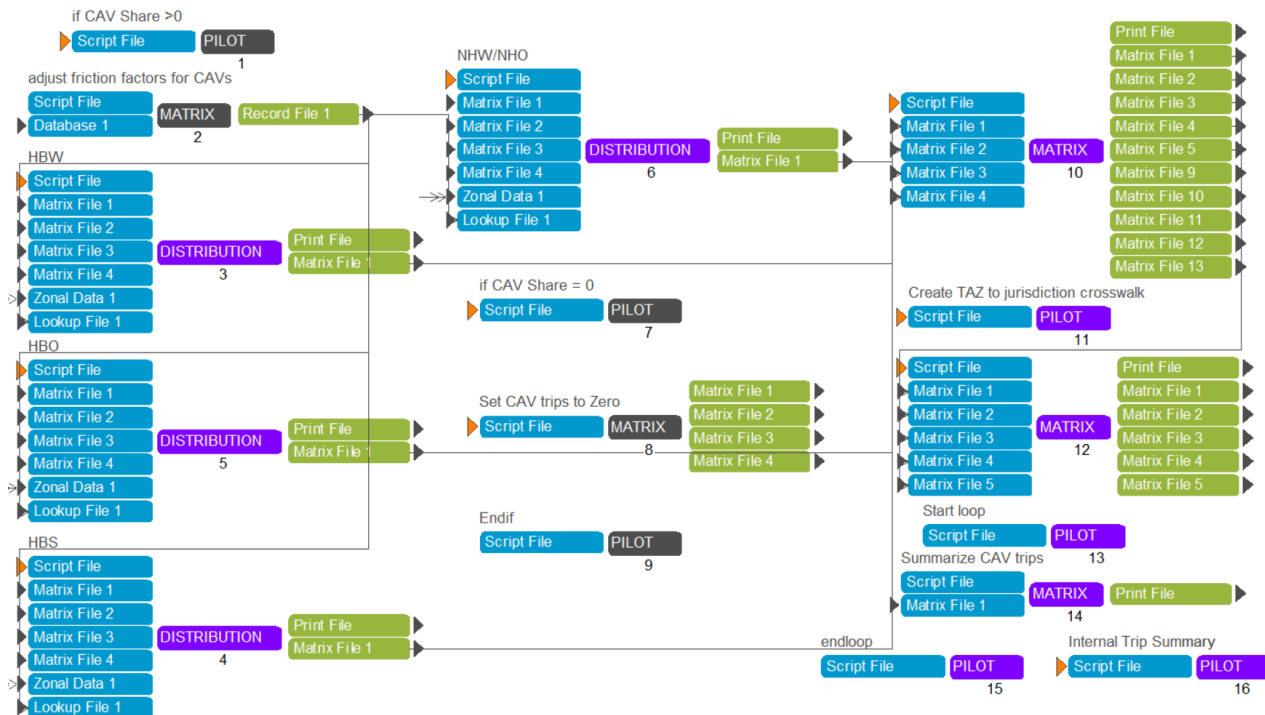 if CAV Share >0
Script File PILOT
1
adjust friction factors for CAVs
Script File
Database 1
MATRIX
2
Record File 1
HBW
Script File
Matrix File 1
Matrix File 2
Matrix File 3
Matrix File 4
Zonal Data 1
Lookup File 1
DISTRIBUTION
3
Print File
Matrix File 1
HBO
Script File
Matrix File 1
Matrix File 2
Matrix File 3
Matrix File 4
Zonal Data 1
Lookup File 1
DISTRIBUTION
5
Print File
Matrix File 1
HBS
Script File
Matrix File 1
Matrix File 2
Matrix File 3
Matrix File 4
Zonal Data 1
Lookup File 1
DISTRIBUTION
4
Print File
Matrix File 1
NHW/NHO
Script File
Matrix File 1
Matrix File 2
Matrix File 3
Matrix File 4
Zonal Data 1
Lookup File 1
DISTRIBUTION
6
Print File
Matrix File 1
if CAV Share = 0
Script File PILOT
7
Set CAV trips to Zero
Script File MATRIX
8
Matrix File 1
Matrix File 2
Matrix File 3
Matrix File 4
Endif
Script File PILOT
9
Script File
Matrix File 1
Matrix File 2
Matrix File 3
Matrix File 4
MATRIX
10
Print File
Matrix File 1
Matrix File 2
Matrix File 3
Matrix File 4
Matrix File 5
Matrix File 9
Matrix File 10
Matrix File 11
Matrix File 12
Matrix File 13
Create TAZ to jurisdiction crosswalk
Script File PILOT
11
Script File
Matrix File 1
Matrix File 2
Matrix File 3
Matrix File 4
Matrix File 5
MATRIX
12
Print File
Matrix File 1
Matrix File 2
Matrix File 3
Matrix File 4
Matrix File 5
Start loop
Script File PILOT
13
Summarize CAV trips
Script File
Matrix File 1
MATRIX
14
Print File
endloop
Script File PILOT
15
Internal Trip Summary
Script File PILOT
16